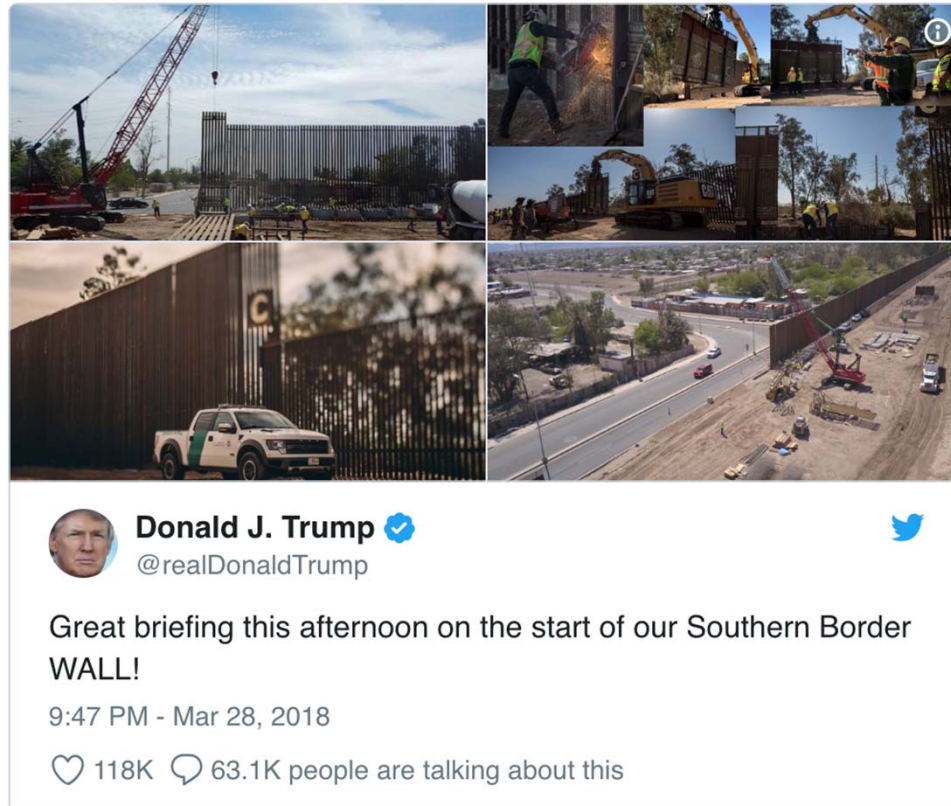 C
Donald J. Trump
@realDonaldTrump
Great briefing this afternoon on the start of our Southern Border
WALL!
9:47 PM - Mar 28, 2018
118K 63.1K people are talking about this